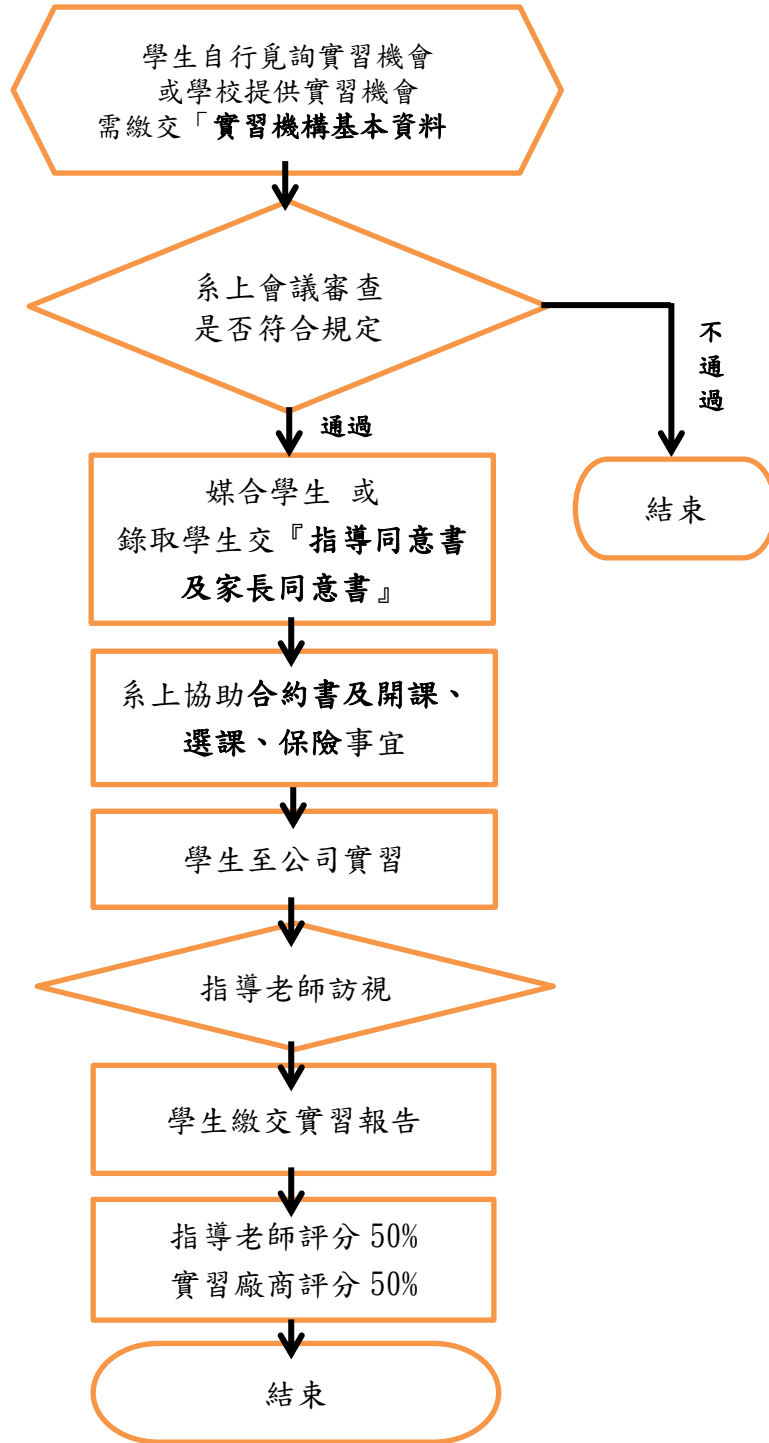 學生自行覓詢實習機會
或學校提供實習機會
需繳交「實習機構基本資料
系上會議審查
是否符合規定
不
通
過
通過
結束
媒合學生 或
錄取學生交『指導同意書
及家長同意書』
系上協助合約書及開課、
選課、保險事宜
學生至公司實習
指導老師訪視
學生繳交實習報告
指導老師評分 50%
實習廠商評分 50%
結束